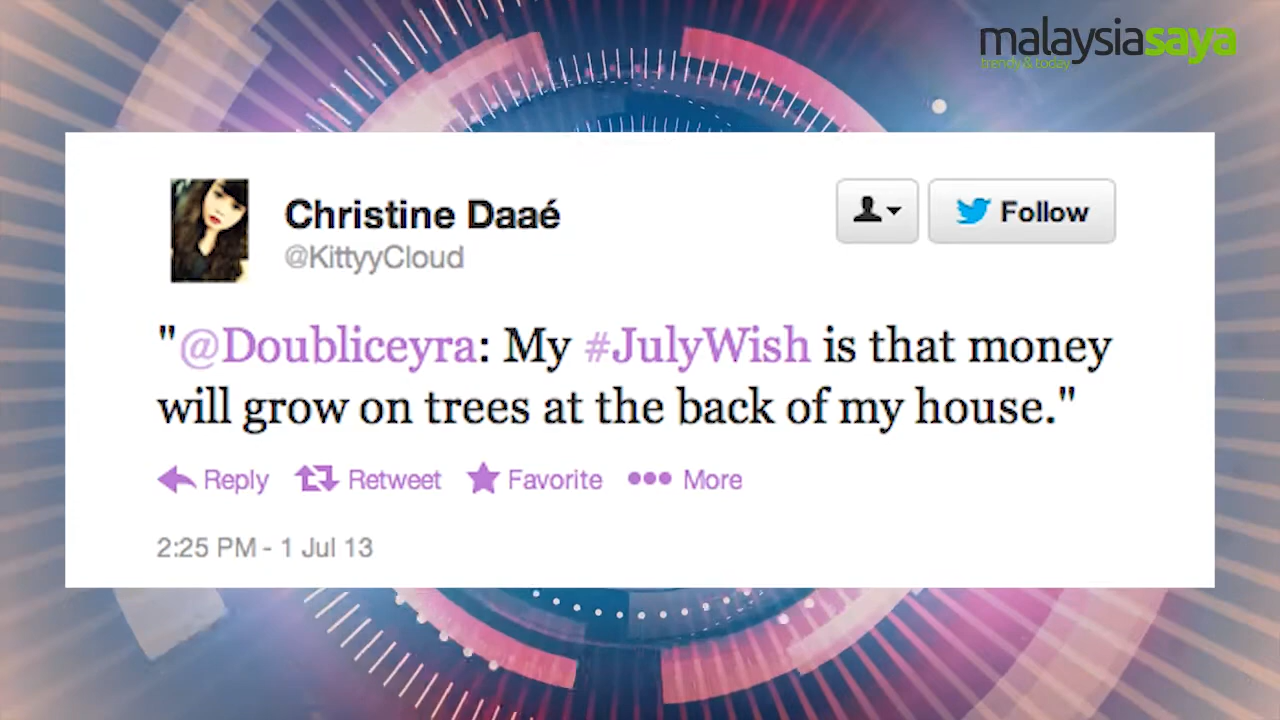 malaysiasaya
trendy & today
Christine Daaé
@KittyyCloud
Follow
"@Doubliceyra: My #JulyWish is that money
will grow on trees at the back of my house."
Reply Retweet Favorite More
2:25 PM - 1 Jul 13